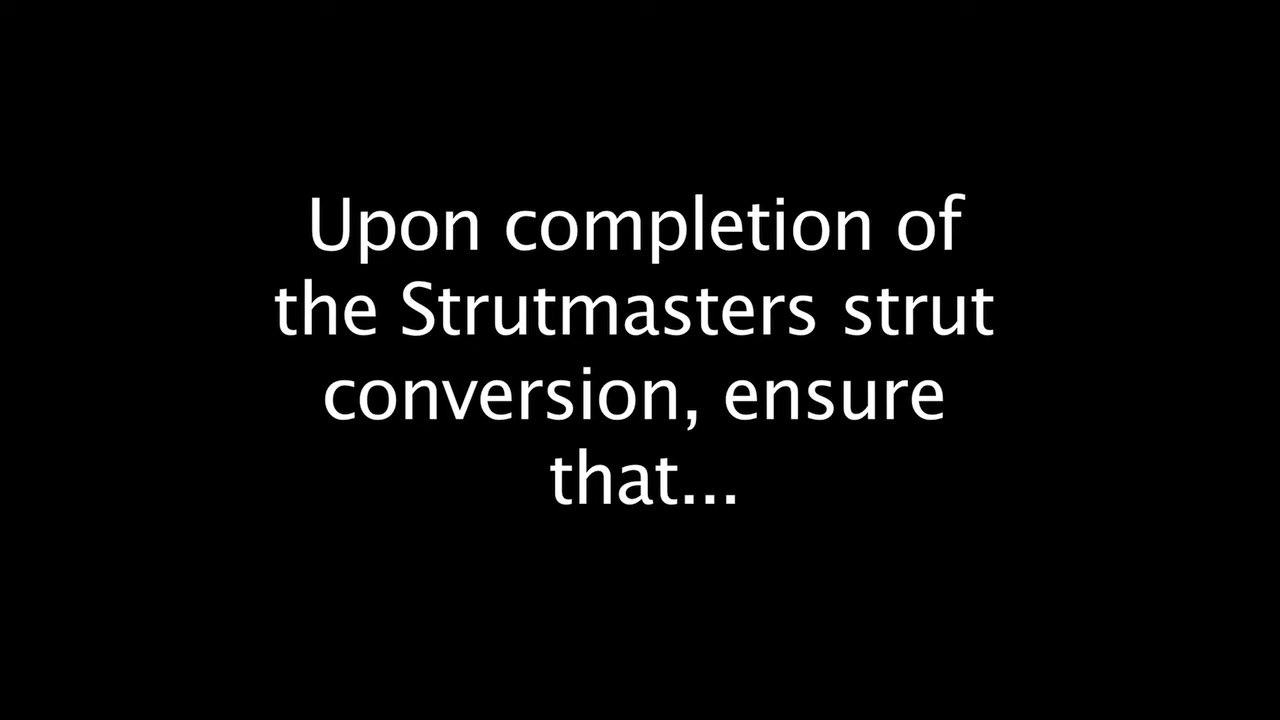 Upon completion of
the Strutmasters strut
conversion, ensure
that...